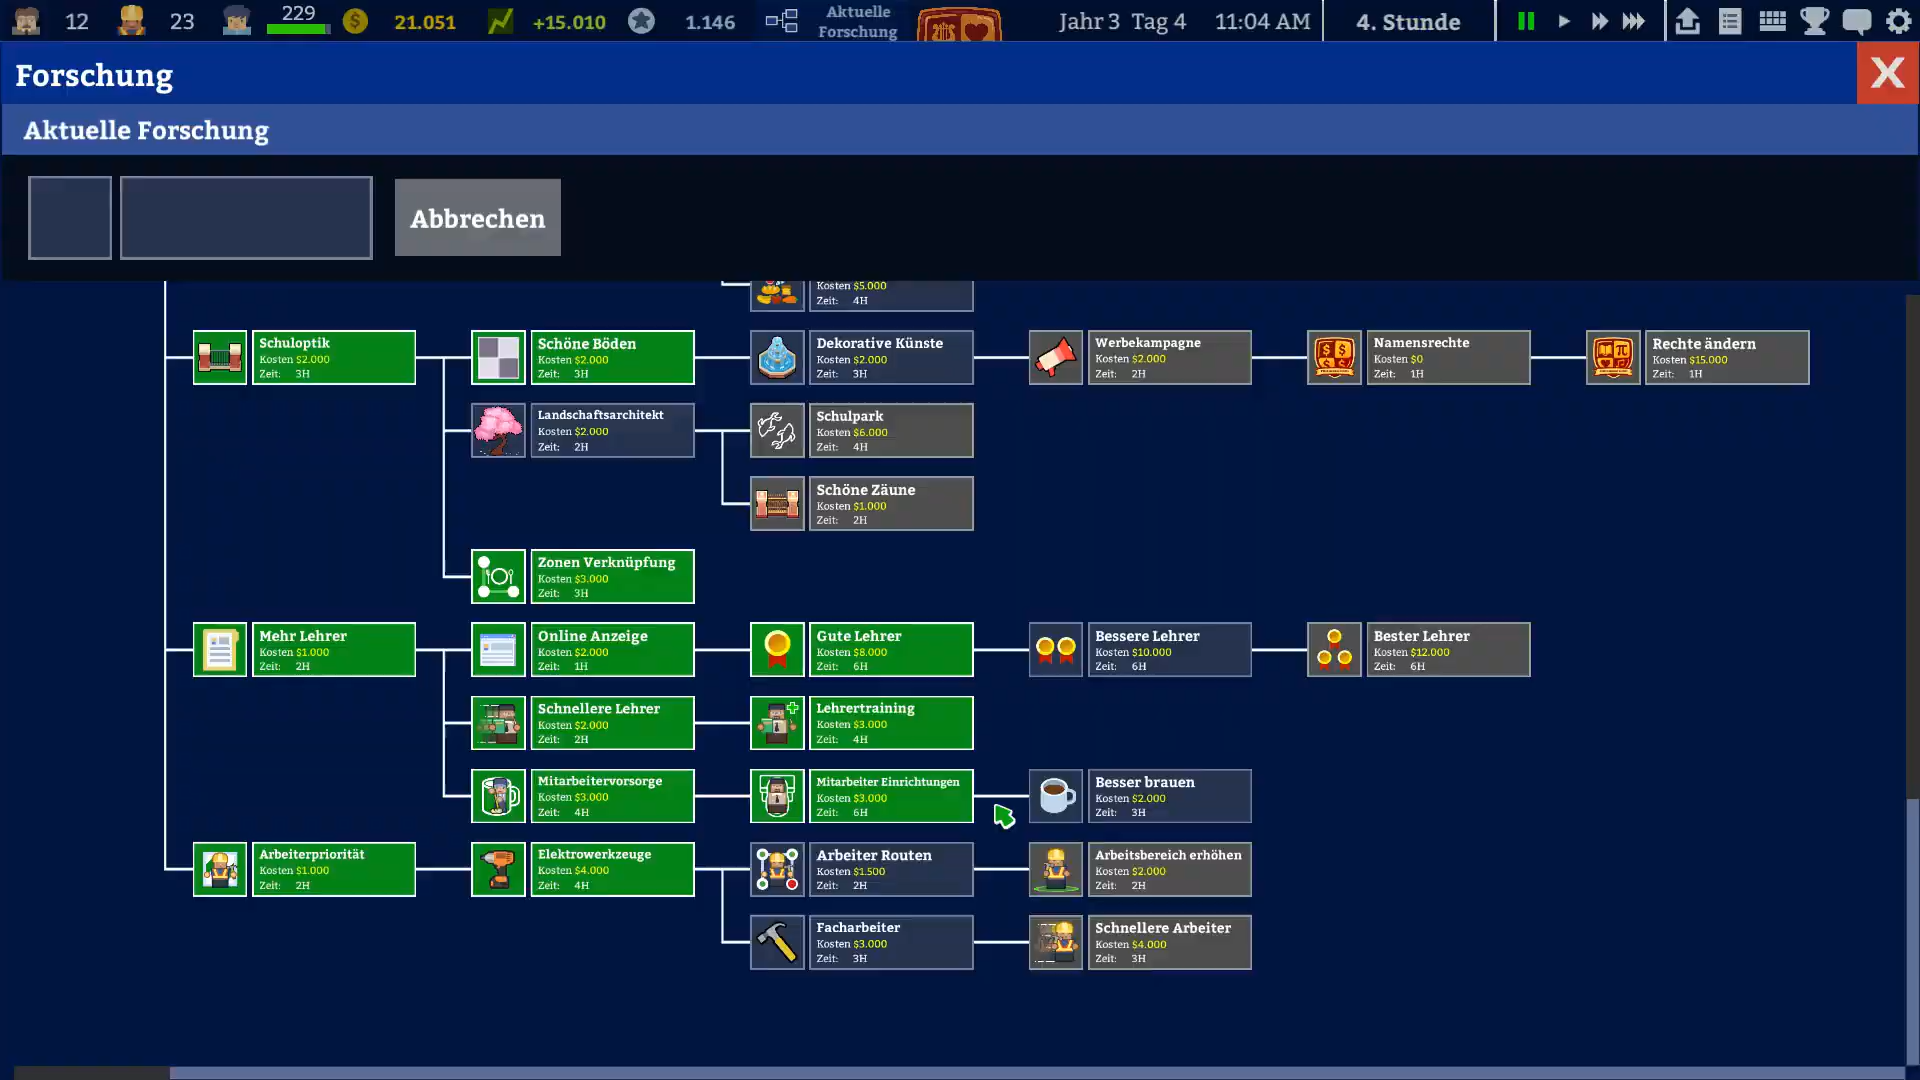 12 23 229 21.051 +15.010 1.146 Aktuelle Forschung Jahr 3 Tag 4 11:04 AM 4. Stunde
Forschung X
Aktuelle Forschung
Abbrechen
Kosten $5.000
Zeit: 4H
Schuloptik
Kosten $2.000
Zeit: 3H
Schöne Böden
Kosten $2.000
Zeit: 3H
Dekorative Künste
Kosten $2.000
Zeit: 3H
Werbekampagne
Kosten $2.000
Zeit: 2H
Namensrechte
Kosten $0
Zeit: 1H
Rechte ändern
Kosten $15.000
Zeit: 1H
Landschaftsarchitekt
Kosten $2.000
Zeit: 2H
Schulpark
Kosten $6.000
Zeit: 4H
Schöne Zäune
Kosten $1.000
Zeit: 2H
Zonen Verknüpfung
Kosten $3.000
Zeit: 3H
Mehr Lehrer
Kosten $1.000
Zeit: 2H
Online Anzeige
Kosten $2.000
Zeit: 1H
Gute Lehrer
Kosten $8.000
Zeit: 6H
Bessere Lehrer
Kosten $10.000
Zeit: 6H
Bester Lehrer
Kosten $12.000
Zeit: 6H
Schnellere Lehrer
Kosten $2.000
Zeit: 2H
Lehrertraining
Kosten $3.000
Zeit: 4H
Mitarbeitervorsorge
Kosten $3.000
Zeit: 4H
Mitarbeiter Einrichtungen
Kosten $3.000
Zeit: 6H
Besser brauen
Kosten $2.000
Zeit: 3H
Arbeiterpriorität
Kosten $1.000
Zeit: 2H
Elektrowerkzeuge
Kosten $4.000
Zeit: 4H
Arbeiter Routen
Kosten $1.500
Zeit: 2H
Arbeitsbereich erhöhen
Kosten $2.000
Zeit: 2H
Facharbeiter
Kosten $3.000
Zeit: 3H
Schnellere Arbeiter
Kosten $4.000
Zeit: 3H